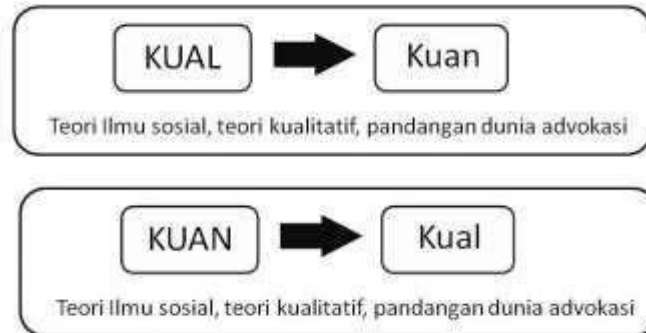 KUAL Kuan
Teori Ilmu sosial, teori kualitatif, pandangan dunia advokasi
KUAN Kual
Teori Ilmu sosial, teori kualitatif, pandangan dunia advokasi